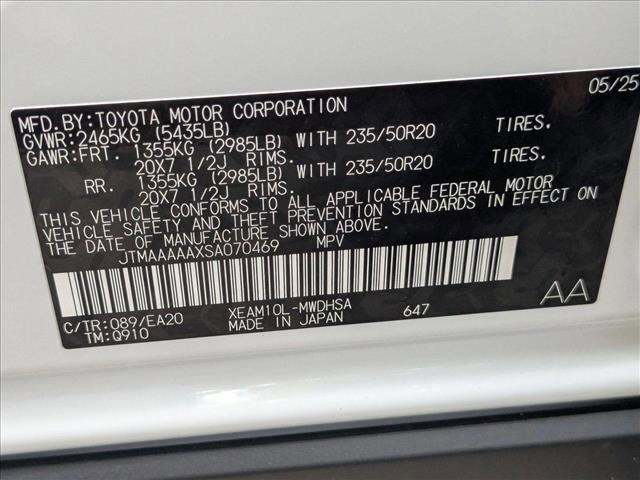 05/25
MFD.BY:TOYOTA MOTOR CORPORATION
GVWR:2465KG (5435LB)
GAWR:FRT. 1355KG (2985LB) WITH 235/50R20 TIRES.
20X7 1/2J RIMS.
RR. 1355KG (2985LB) WITH 235/50R20 TIRES.
20X7 1/2J RIMS.
THIS VEHICLE CONFORMS TO ALL APPLICABLE FEDERAL MOTOR
VEHICLE SAFETY AND THEFT PREVENTION STANDARDS IN EFFECT ON
THE DATE OF MANUFACTURE SHOWN ABOVE.
JTMAAAAAXSA070469 MPV
C/TR:089/EA20 XEAM10L-MWDHSA 647 AA
TM:Q910 MADE IN JAPAN